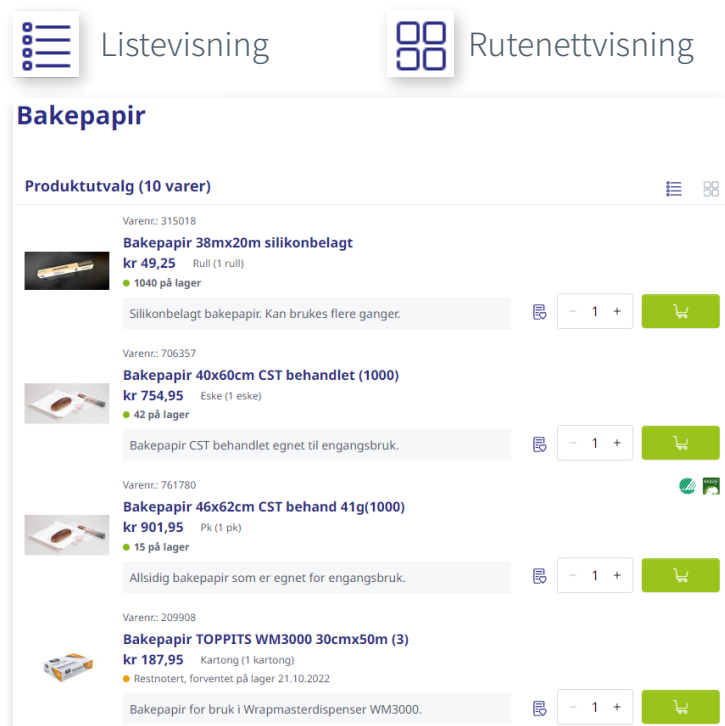 Listevisning
Rutenettvisning
Bakepapir
Produktutvalg (10 varer)
Varenr.: 315018
Bakepapir 38mx20m silikonbelagt
kr 49,25 Rull (1 rull)
1040 på lager
Silikonbelagt bakepapir. Kan brukes flere ganger.
− 1 +
Varenr.: 706357
Bakepapir 40x60cm CST behandlet (1000)
kr 754,95 Eske (1 eske)
42 på lager
Bakepapir CST behandlet egnet til engangsbruk.
− 1 +
Varenr.: 761780
Bakepapir 46x62cm CST behand 41g(1000)
kr 901,95 Pk (1 pk)
15 på lager
Allsidig bakepapir som er egnet for engangsbruk.
− 1 +
Varenr.: 209908
Bakepapir TOPPITS WM3000 30cmx50m (3)
kr 187,95 Kartong (1 kartong)
Restnotert, forventet på lager 21.10.2022
Bakepapir for bruk i Wrapmasterdispenser WM3000.
− 1 +